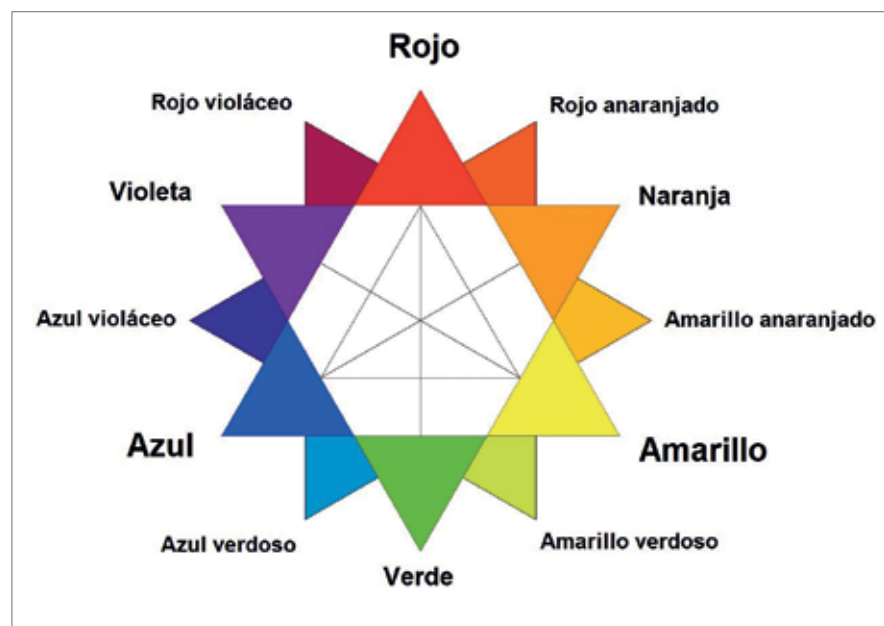 Rojo
Rojo violáceo
Rojo anaranjado
Violeta
Naranja
Azul violáceo
Amarillo anaranjado
Azul
Amarillo
Azul verdoso
Amarillo verdoso
Verde